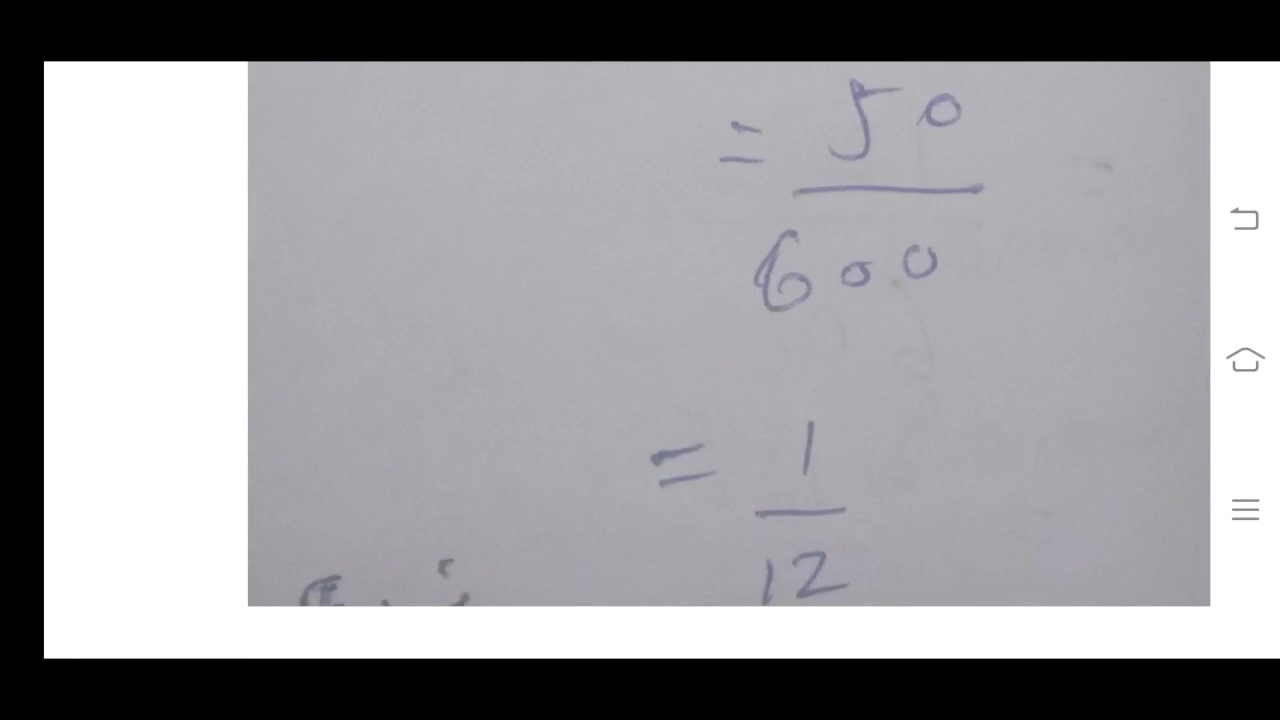 = 50
600
= 1
12